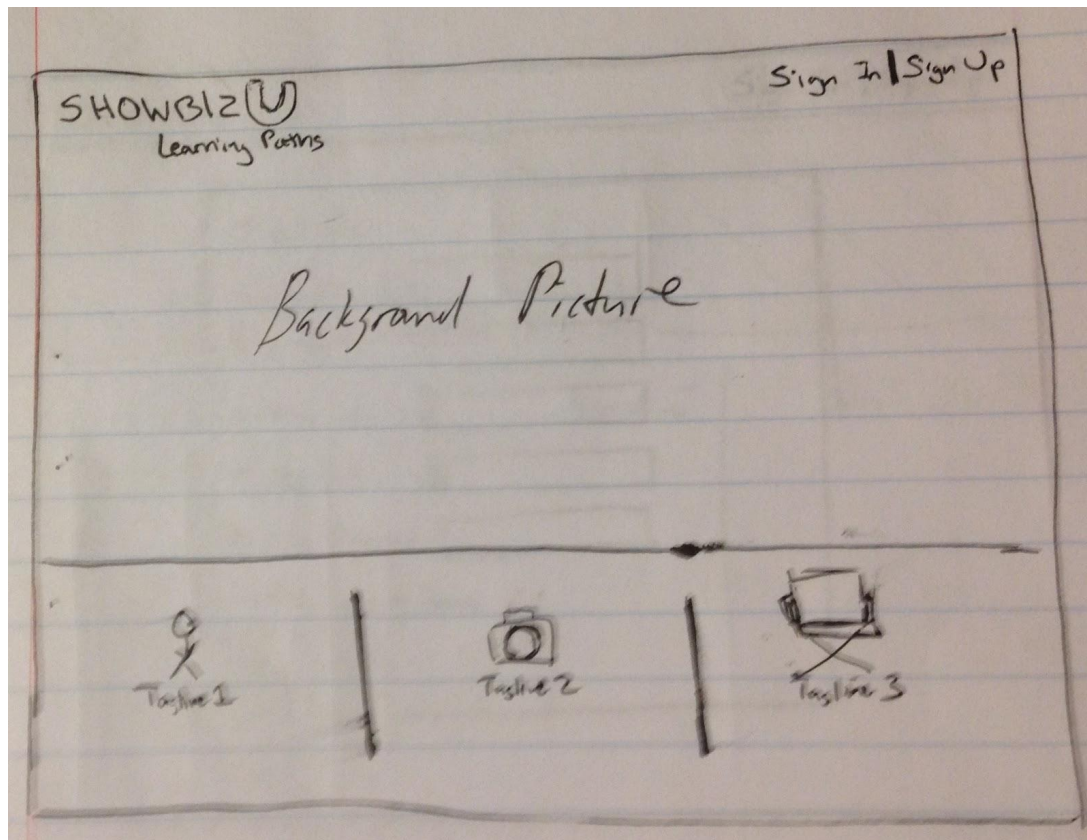 SHOWBIZ U
Sign In | Sign Up
Learning Paths
Background Picture
Tagline 1
Tagline 2
Tagline 3